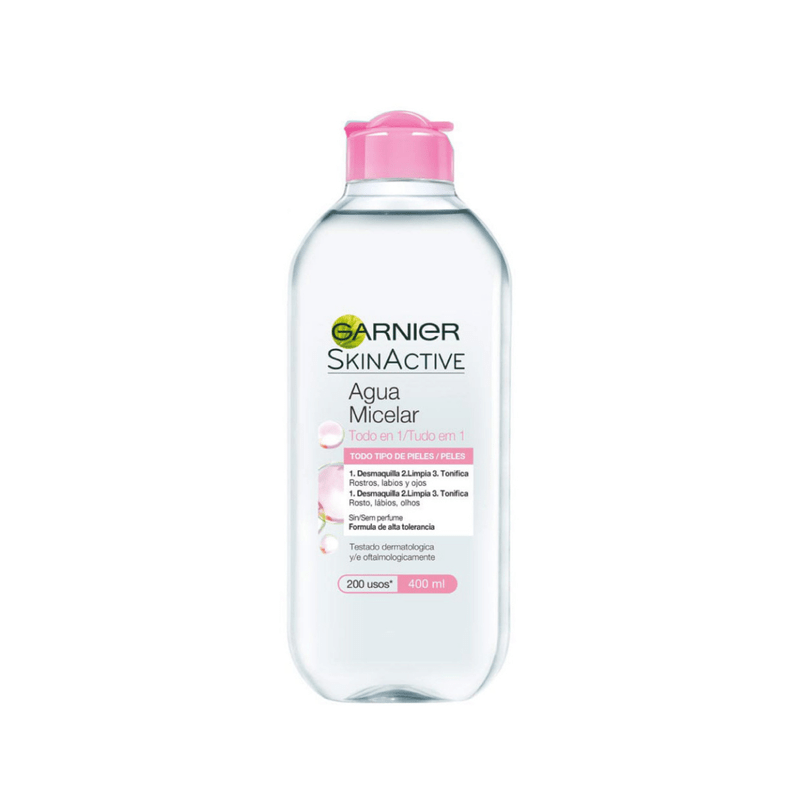 GARNIER
SKINACTIVE
Agua
Micelar
Todo en 1/Tudo em 1
TODO TIPO DE PIELES / PELES
1. Desmaquilla 2.Limpia 3. Tonifica
Rostros, labios y ojos
1. Desmaquilla 2.Limpia 3. Tonifica
Rosto, lábios, olhos
Sin/Sem perfume
Formula de alta tolerancia
Testado dermatologica
y/e oftalmologicamente
200 usos* 400 ml